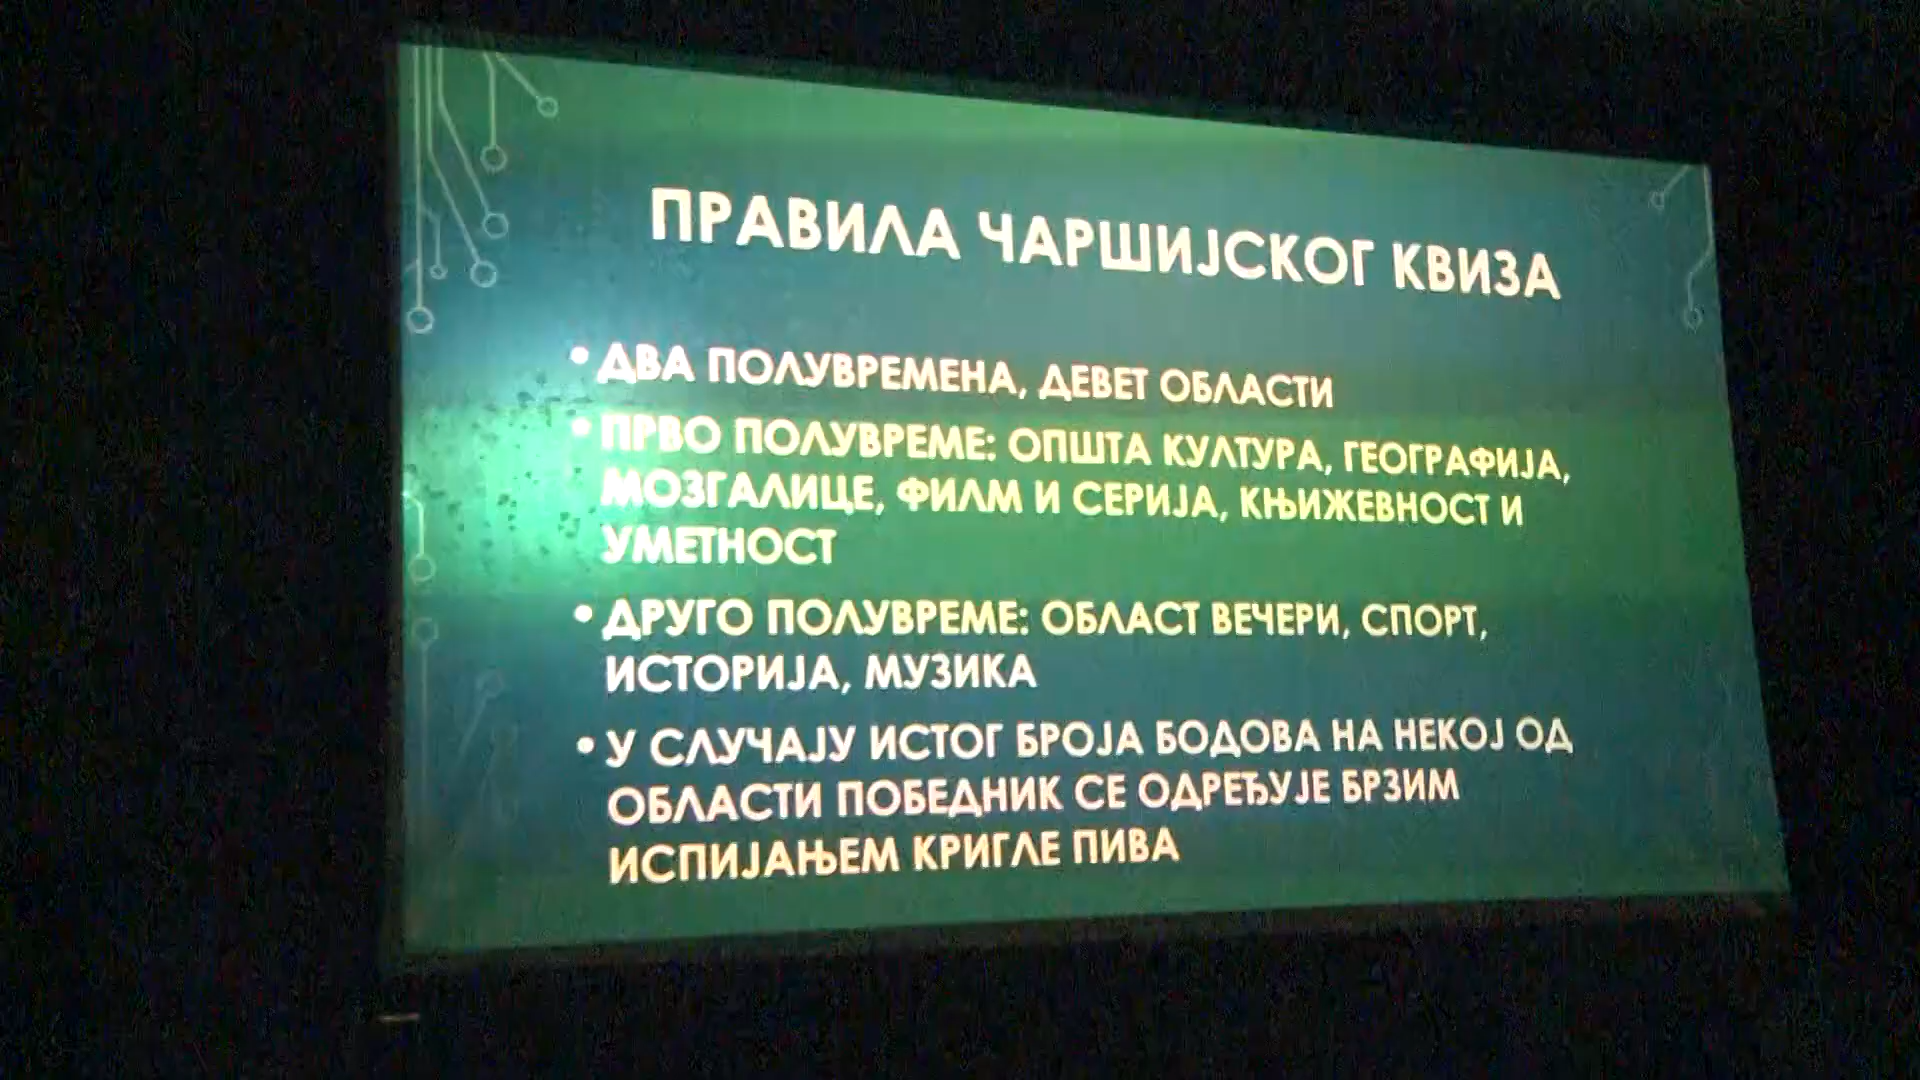 ПРАВИЛА ЧАРШИЈСКОГ КВИЗА
• ДВА ПОЛУВРЕМЕНА, ДЕВЕТ ОБЛАСТИ
• ПРВО ПОЛУВРЕМЕ: ОПШТА КУЛТУРА, ГЕОГРАФИЈА,
МОЗГАЛИЦЕ, ФИЛМ И СЕРИЈА, КЊИЖЕВНОСТ И
УМЕТНОСТ
• ДРУГО ПОЛУВРЕМЕ: ОБЛАСТ ВЕЧЕРИ, СПОРТ,
ИСТОРИЈА, МУЗИКА
• У СЛУЧАЈУ ИСТОГ БРОЈА БОДОВА НА НЕКОЈ ОД
ОБЛАСТИ ПОБЕДНИК СЕ ОДРЕЂУЈЕ БРЗИМ
ИСПИЈАЊЕМ КРИГЛЕ ПИВА